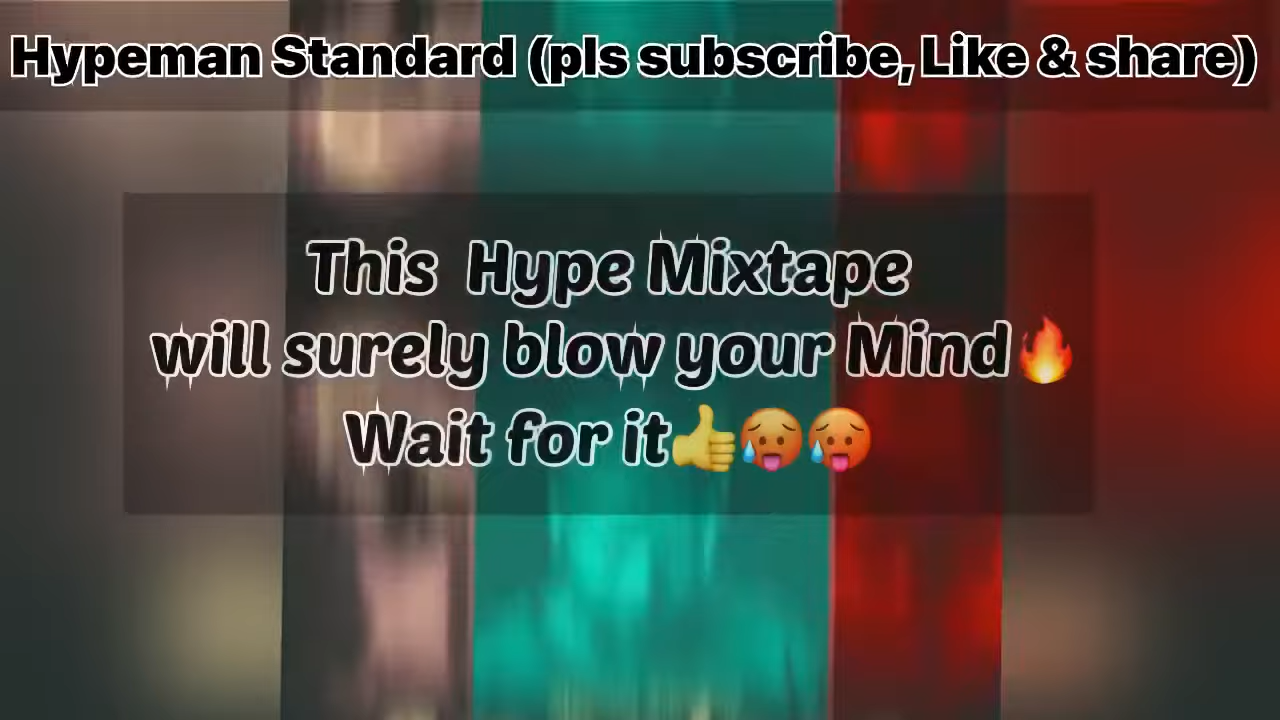 Hypeman Standard (pls subscribe, Like & share)
This Hype Mixtape
will surely blow your Mind🔥
Wait for it👍🥵🥵